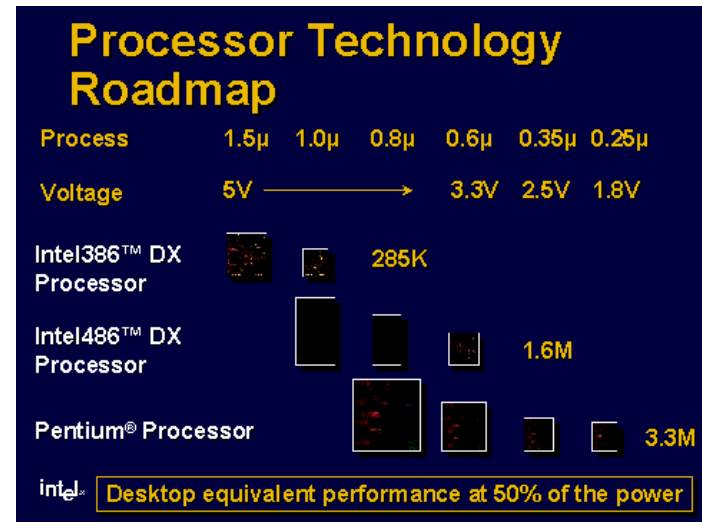 Processor Technology
Roadmap
Process 1.5µ 1.0µ 0.8µ 0.6µ 0.35µ 0.25µ
Voltage 5V 3.3V 2.5V 1.8V
Intel386™ DX
Processor
285K
Intel486™ DX
Processor
1.6M
Pentium® Processor
3.3M
intel
Desktop equivalent performance at 50% of the power